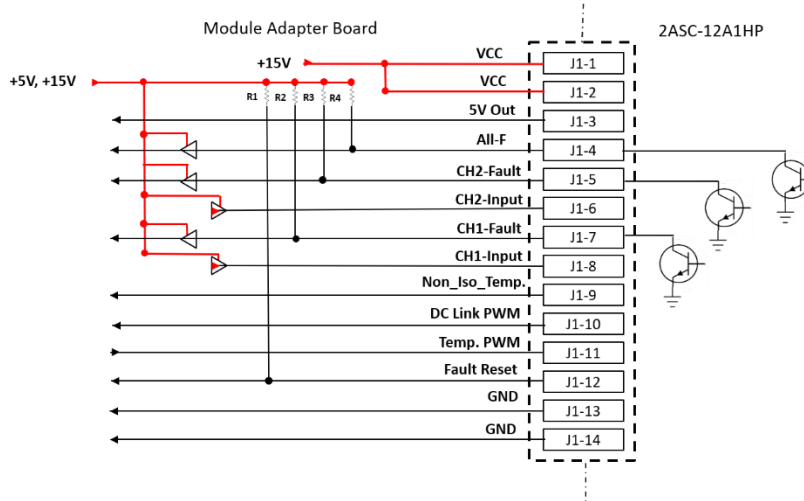 Module Adapter Board
2ASC-12A1HP
+15V
VCC
J1-1
+5V, +15V
VCC
J1-2
R1
R2
R3
R4
5V Out
J1-3
All-F
J1-4
CH2-Fault
J1-5
CH2-Input
J1-6
CH1-Fault
J1-7
CH1-Input
J1-8
Non_Iso_Temp.
J1-9
DC Link PWM
J1-10
Temp. PWM
J1-11
Fault Reset
J1-12
GND
J1-13
GND
J1-14